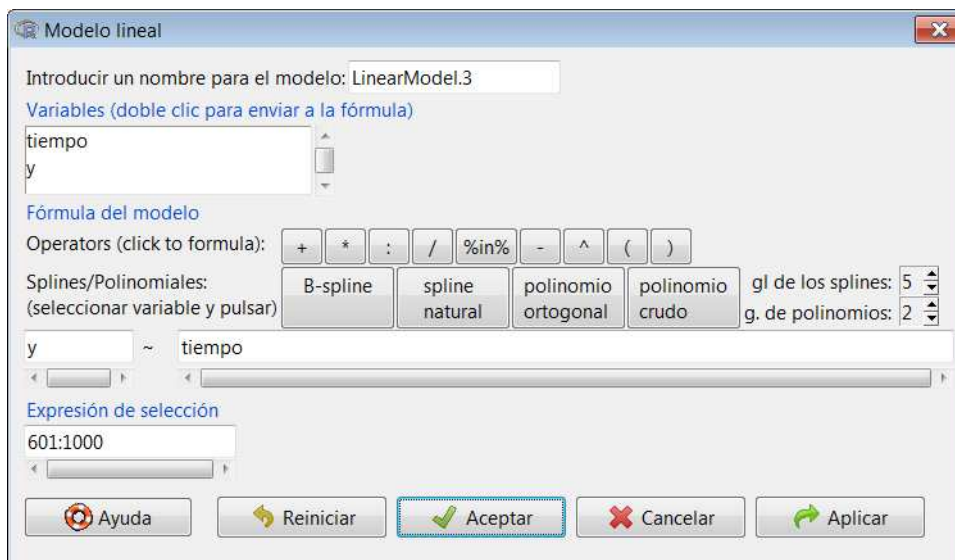 Modelo lineal
Introducir un nombre para el modelo: LinearModel.3
Variables (doble clic para enviar a la fórmula)
tiempo
y
Fórmula del modelo
Operators (click to formula): + * : / %in% - ^ ( )
Splines/Polinomiales:
(seleccionar variable y pulsar)
B-spline
spline
natural
polinomio
ortogonal
polinomio
crudo
gl de los splines: 5
g. de polinomios: 2
y ~ tiempo
Expresión de selección
601:1000
Ayuda Reiniciar Aceptar Cancelar Aplicar